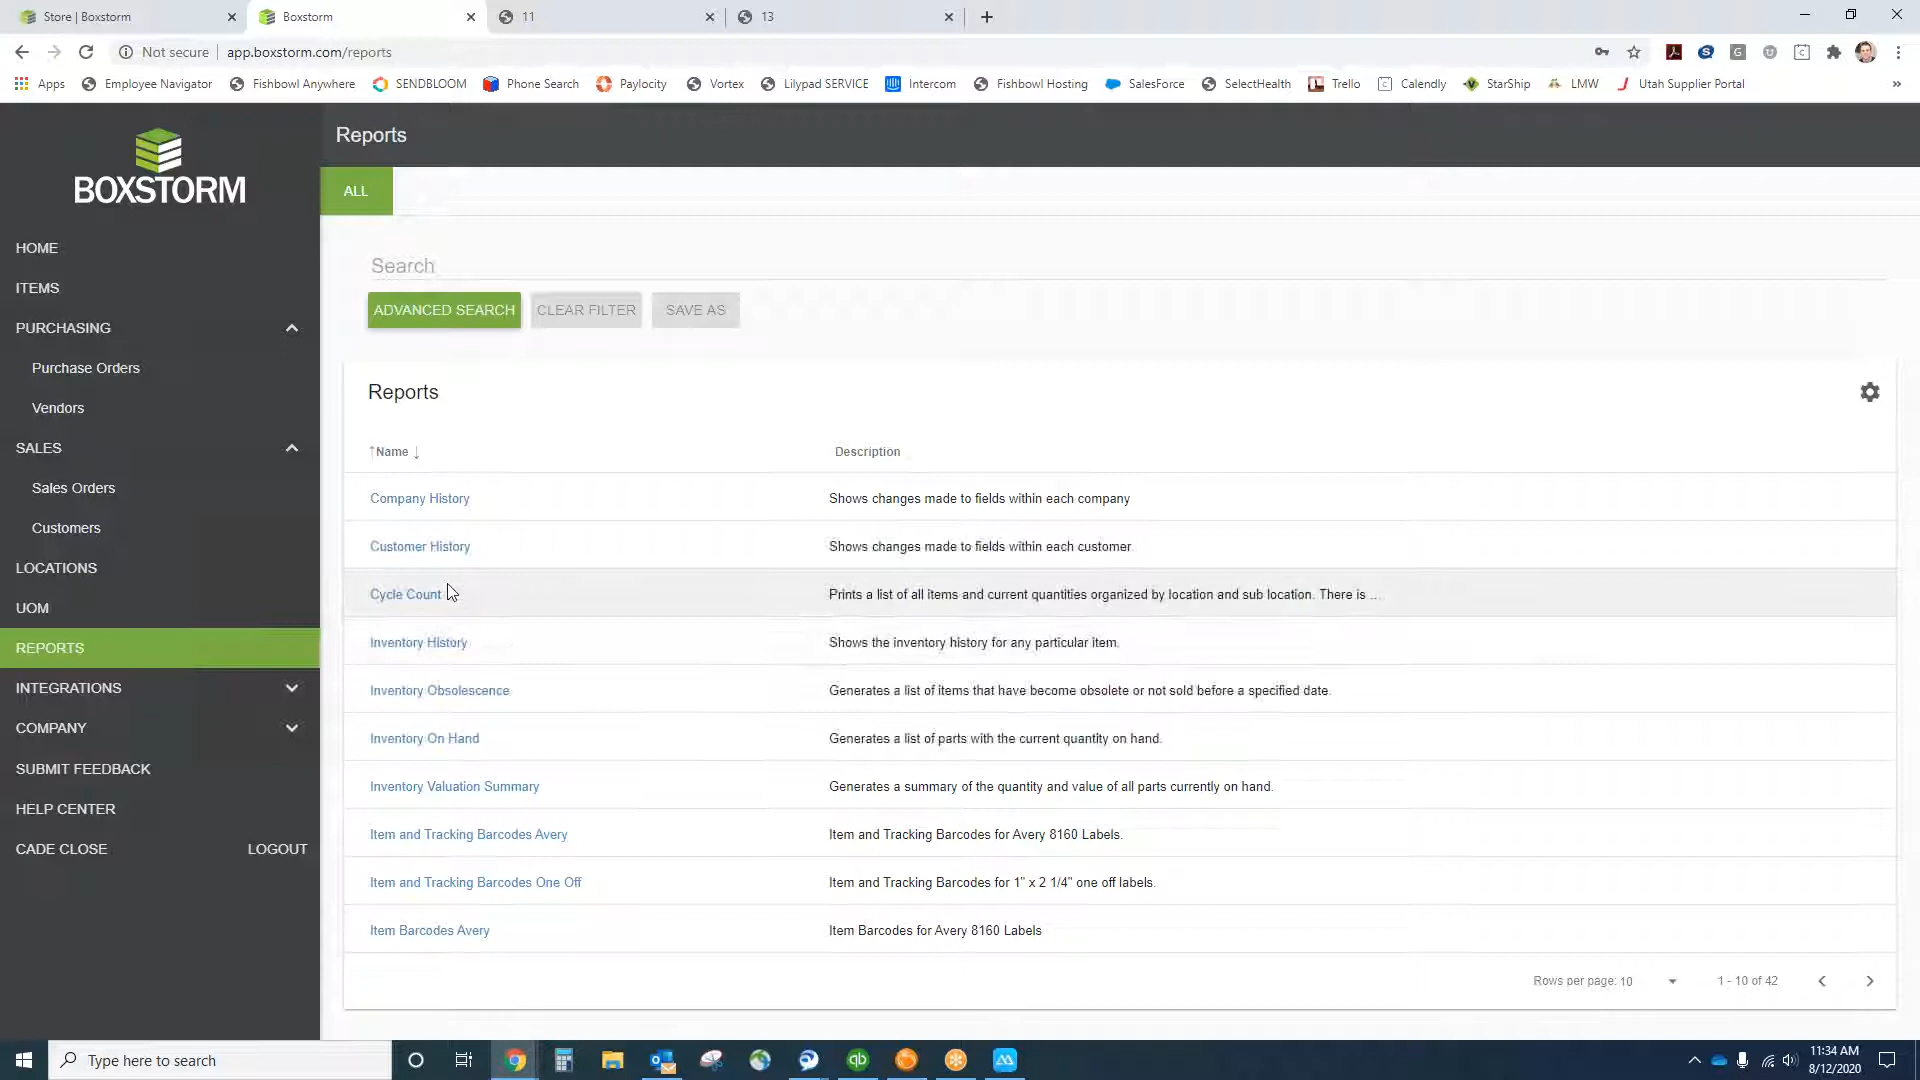 Store | Boxstorm
Boxstorm
11
13
Not secure
app.boxstorm.com/reports
Apps
Employee Navigator
Fishbowl Anywhere
SENDBLOOM
Phone Search
Paylocity
Vortex
Lilypad SERVICE
Intercom
Fishbowl Hosting
SalesForce
SelectHealth
Trello
Calendly
StarShip
LMW
Utah Supplier Portal
»
BOXSTORM
HOME
ITEMS
PURCHASING
Purchase Orders
Vendors
SALES
Sales Orders
Customers
LOCATIONS
UOM
REPORTS
INTEGRATIONS
COMPANY
SUBMIT FEEDBACK
HELP CENTER
CADE CLOSE LOGOUT
Reports
ALL
Search
ADVANCED SEARCH CLEAR FILTER SAVE AS
Reports
↑Name ↓ Description
Company History Shows changes made to fields within each company
Customer History Shows changes made to fields within each customer
Cycle Count Prints a list of all items and current quantities organized by location and sub location. There is ...
Inventory History Shows the inventory history for any particular item.
Inventory Obsolescence Generates a list of items that have become obsolete or not sold before a specified date.
Inventory On Hand Generates a list of parts with the current quantity on hand.
Inventory Valuation Summary Generates a summary of the quantity and value of all parts currently on hand.
Item and Tracking Barcodes Avery Item and Tracking Barcodes for Avery 8160 Labels.
Item and Tracking Barcodes One Off Item and Tracking Barcodes for 1" x 2 1/4" one off labels.
Item Barcodes Avery Item Barcodes for Avery 8160 Labels
Rows per page: 10 1 - 10 of 42
Type here to search
11:34 AM
8/12/2020